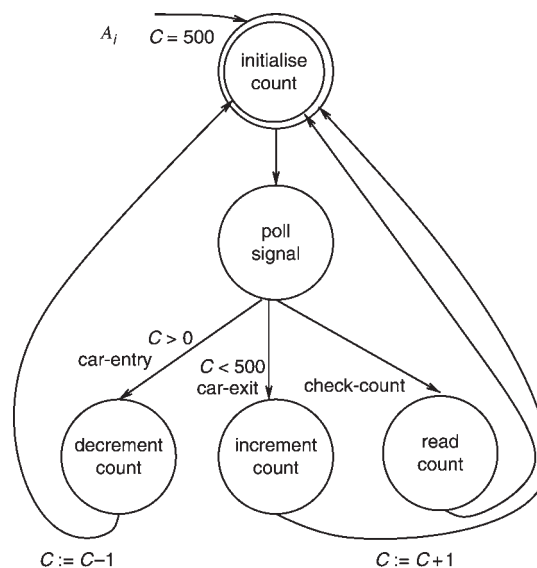 A_i
C = 500
initialise
count
poll
signal
C > 0
car-entry
C < 500
car-exit
check-count
decrement
count
increment
count
read
count
C := C–1
C := C+1